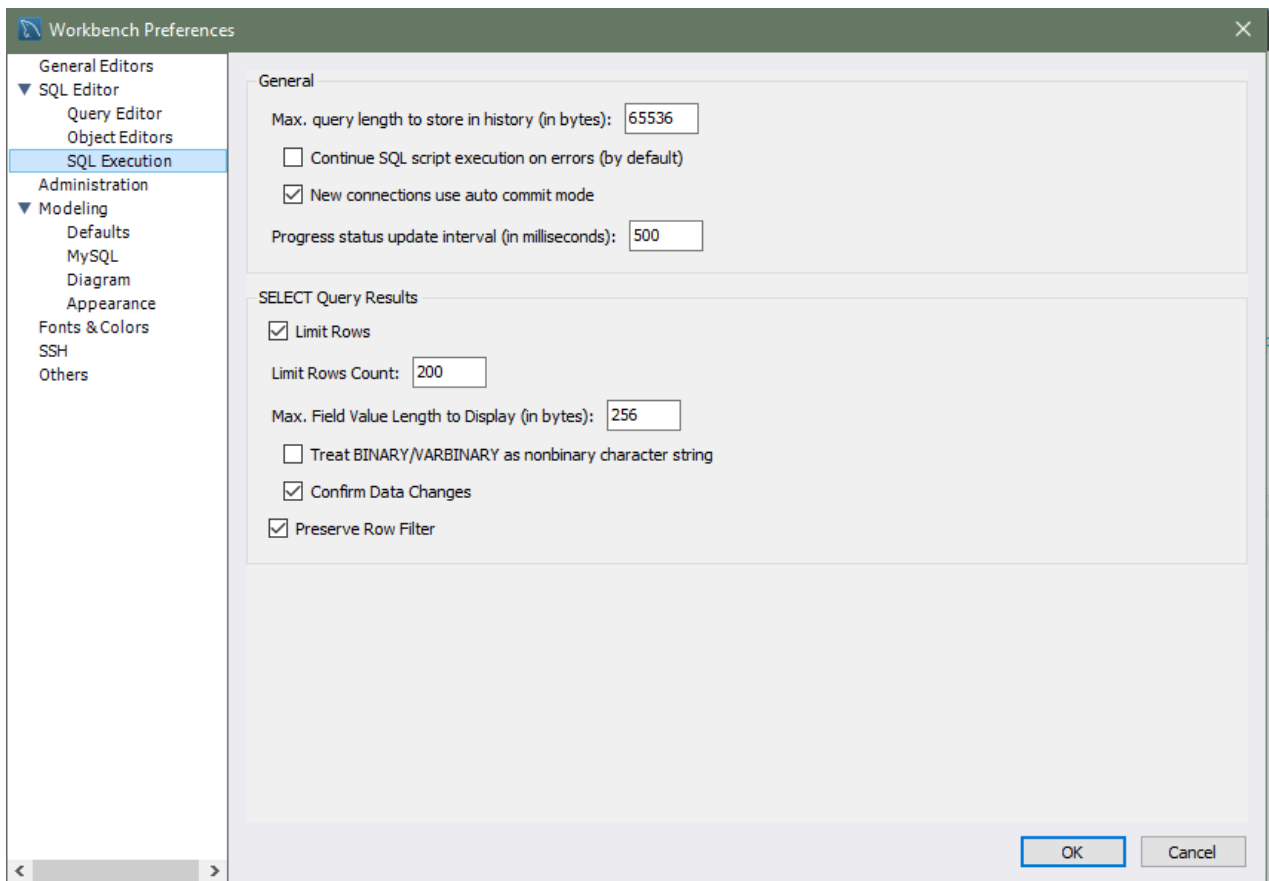 Workbench Preferences
General Editors
SQL Editor
Query Editor
Object Editors
SQL Execution
Administration
Modeling
Defaults
MySQL
Diagram
Appearance
Fonts & Colors
SSH
Others
General
Max. query length to store in history (in bytes): 65536
Continue SQL script execution on errors (by default)
New connections use auto commit mode
Progress status update interval (in milliseconds): 500
SELECT Query Results
Limit Rows
Limit Rows Count: 200
Max. Field Value Length to Display (in bytes): 256
Treat BINARY/VARBINARY as nonbinary character string
Confirm Data Changes
Preserve Row Filter
OK Cancel